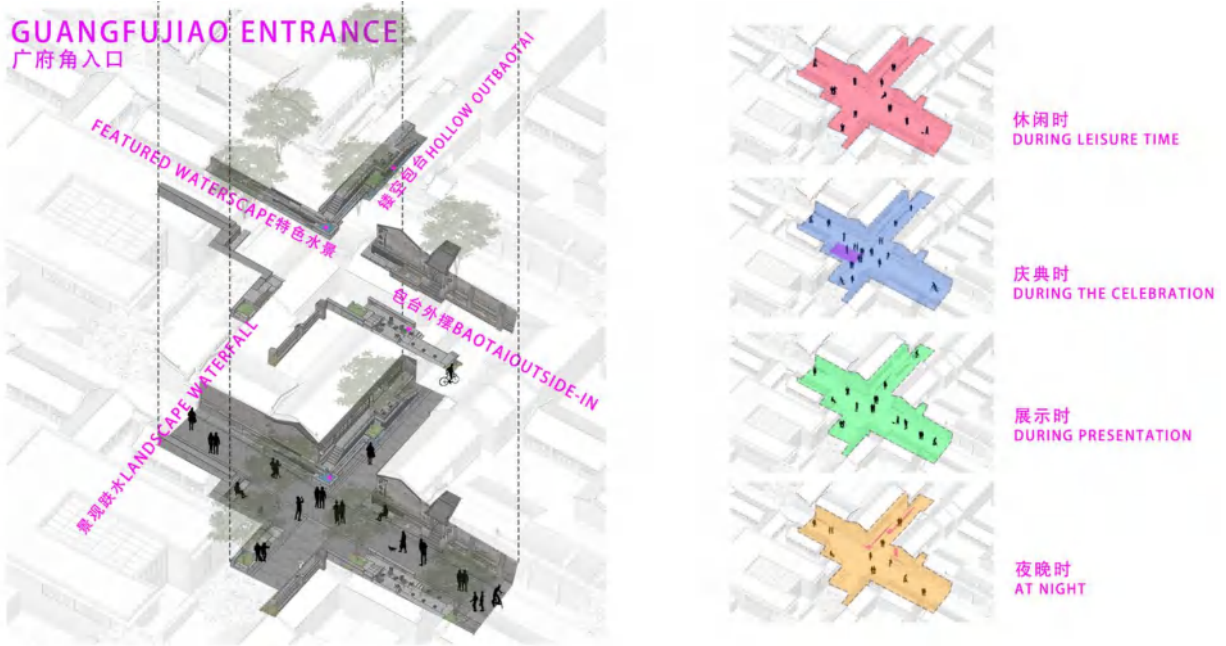 GUANGFUJIAO ENTRANCE
广府角入口
FEATURED WATERSCAPE特色水景
镂空包台HOLLOW OUTBAOTAI
包台外摆BAOTAIOUTSIDE-IN
景观跌水LANDSCAPE WATERFALL
休闲时
DURING LEISURE TIME
庆典时
DURING THE CELEBRATION
展示时
DURING PRESENTATION
夜晚时
AT NIGHT